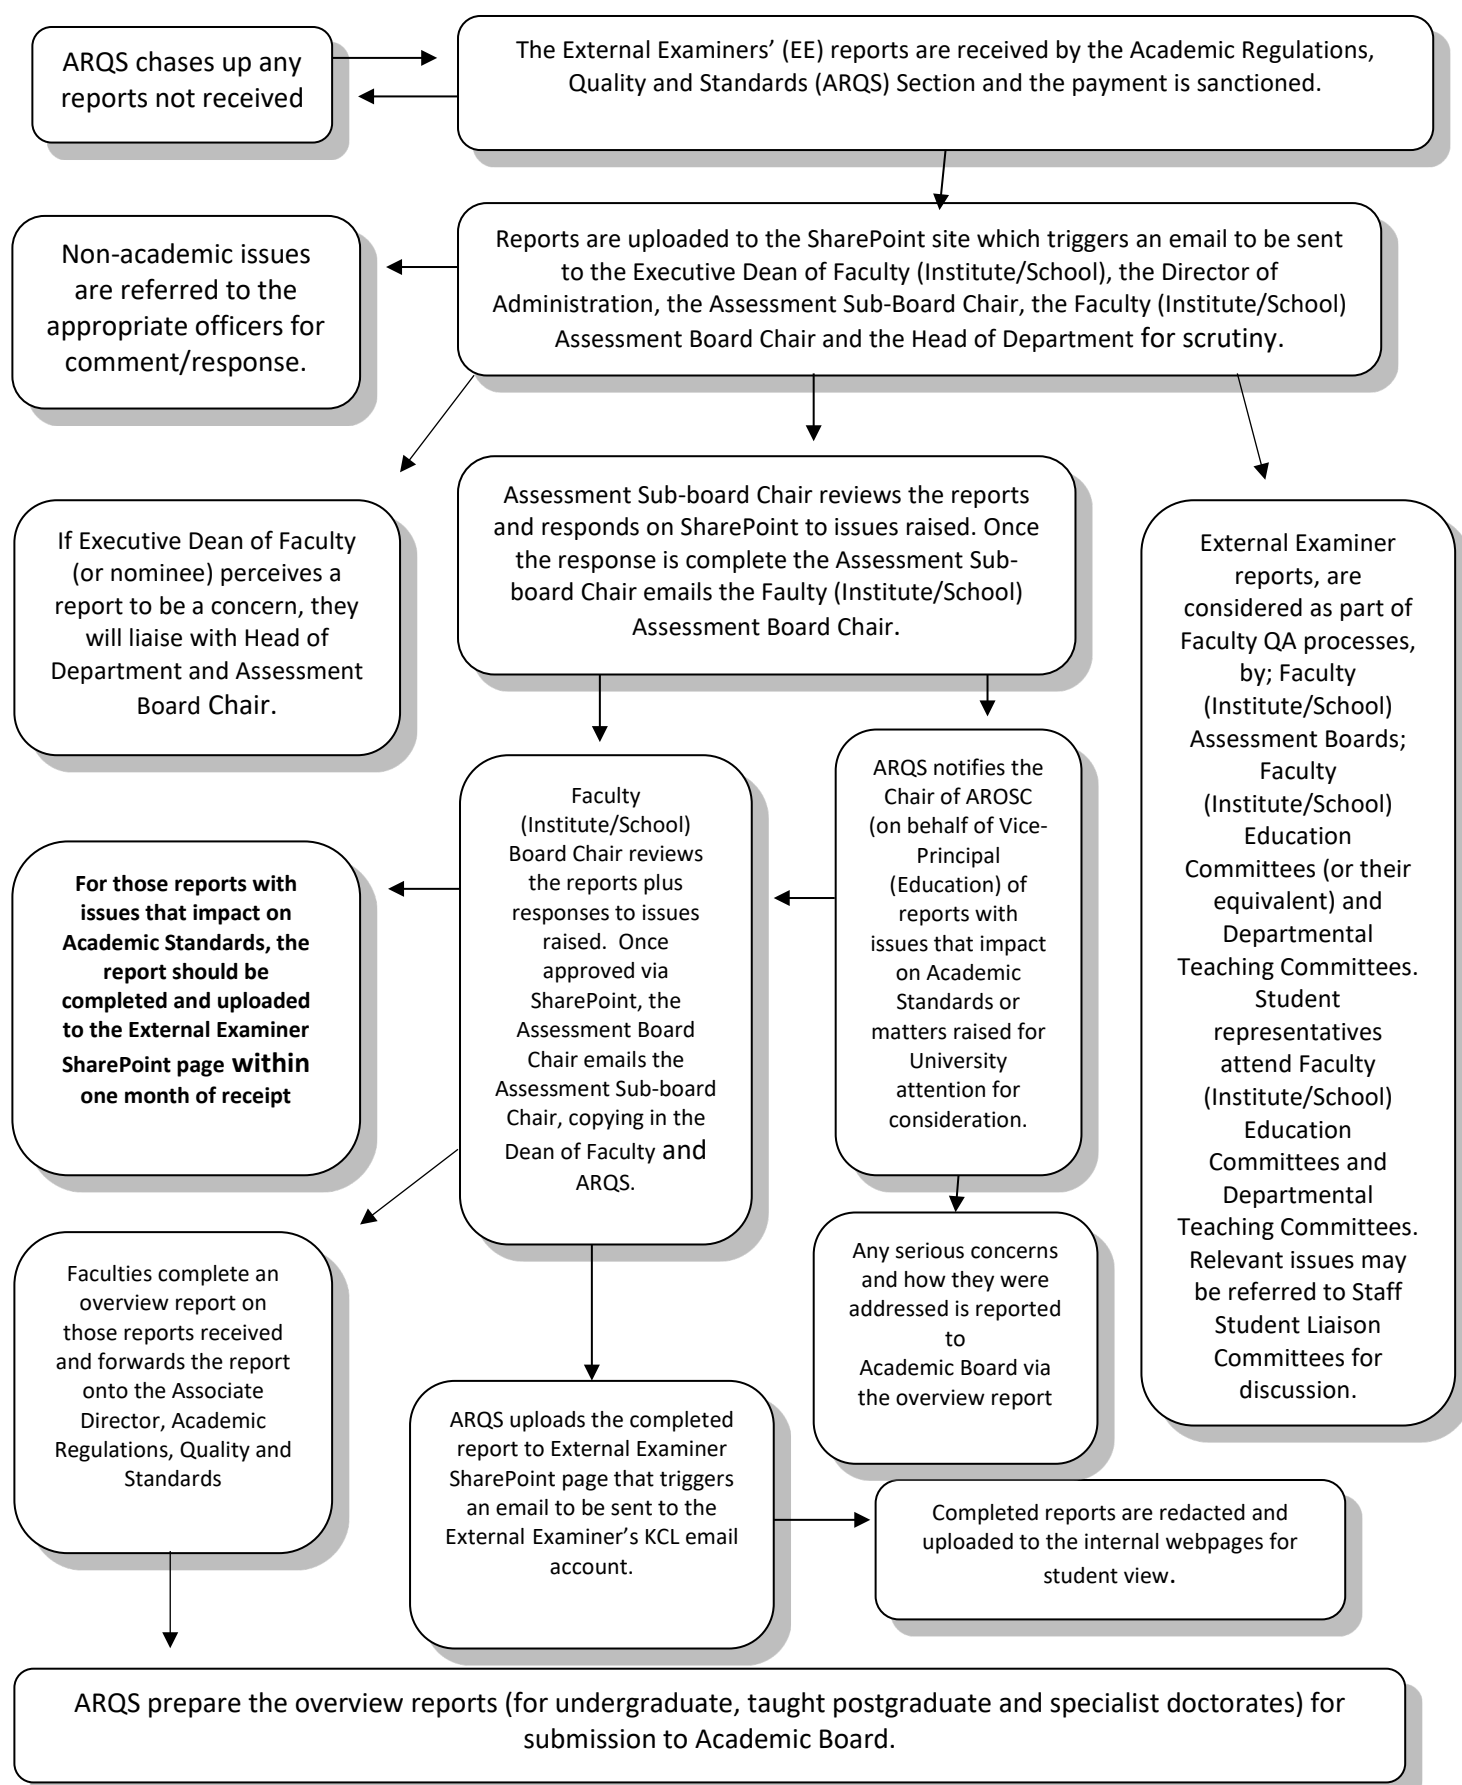 ARQS chases up any
reports not received
The External Examiners’ (EE) reports are received by the Academic Regulations,
Quality and Standards (ARQS) Section and the payment is sanctioned.
Non-academic issues
are referred to the
appropriate officers for
comment/response.
Reports are uploaded to the SharePoint site which triggers an email to be sent
to the Executive Dean of Faculty (Institute/School), the Director of
Administration, the Assessment Sub-Board Chair, the Faculty (Institute/School)
Assessment Board Chair and the Head of Department for scrutiny.
If Executive Dean of Faculty
(or nominee) perceives a
report to be a concern, they
will liaise with Head of
Department and Assessment
Board Chair.
Assessment Sub-board Chair reviews the reports
and responds on SharePoint to issues raised. Once
the response is complete the Assessment Sub-
board Chair emails the Faulty (Institute/School)
Assessment Board Chair.
External Examiner
reports, are
considered as part of
Faculty QA processes,
by; Faculty
(Institute/School)
Assessment Boards;
Faculty
(Institute/School)
Education
Committees (or their
equivalent) and
Departmental
Teaching Committees.
Student
representatives
attend Faculty
(Institute/School)
Education
Committees and
Departmental
Teaching Committees.
Relevant issues may
be referred to Staff
Student Liaison
Committees for
discussion.
For those reports with
issues that impact on
Academic Standards, the
report should be
completed and uploaded
to the External Examiner
SharePoint page within
one month of receipt
Faculty
(Institute/School)
Board Chair reviews
the reports plus
responses to issues
raised. Once
approved via
SharePoint, the
Assessment Board
Chair emails the
Assessment Sub-board
Chair, copying in the
Dean of Faculty and
ARQS.
ARQS notifies the
Chair of AROSC
(on behalf of Vice-
Principal
(Education) of
reports with
issues that impact
on Academic
Standards or
matters raised for
University
attention for
consideration.
Faculties complete an
overview report on
those reports received
and forwards the report
onto the Associate
Director, Academic
Regulations, Quality and
Standards
Any serious concerns
and how they were
addressed is reported
to
Academic Board via
the overview report
ARQS uploads the completed
report to External Examiner
SharePoint page that triggers
an email to be sent to the
External Examiner’s KCL email
account.
Completed reports are redacted and
uploaded to the internal webpages for
student view.
ARQS prepare the overview reports (for undergraduate, taught postgraduate and specialist doctorates) for
submission to Academic Board.